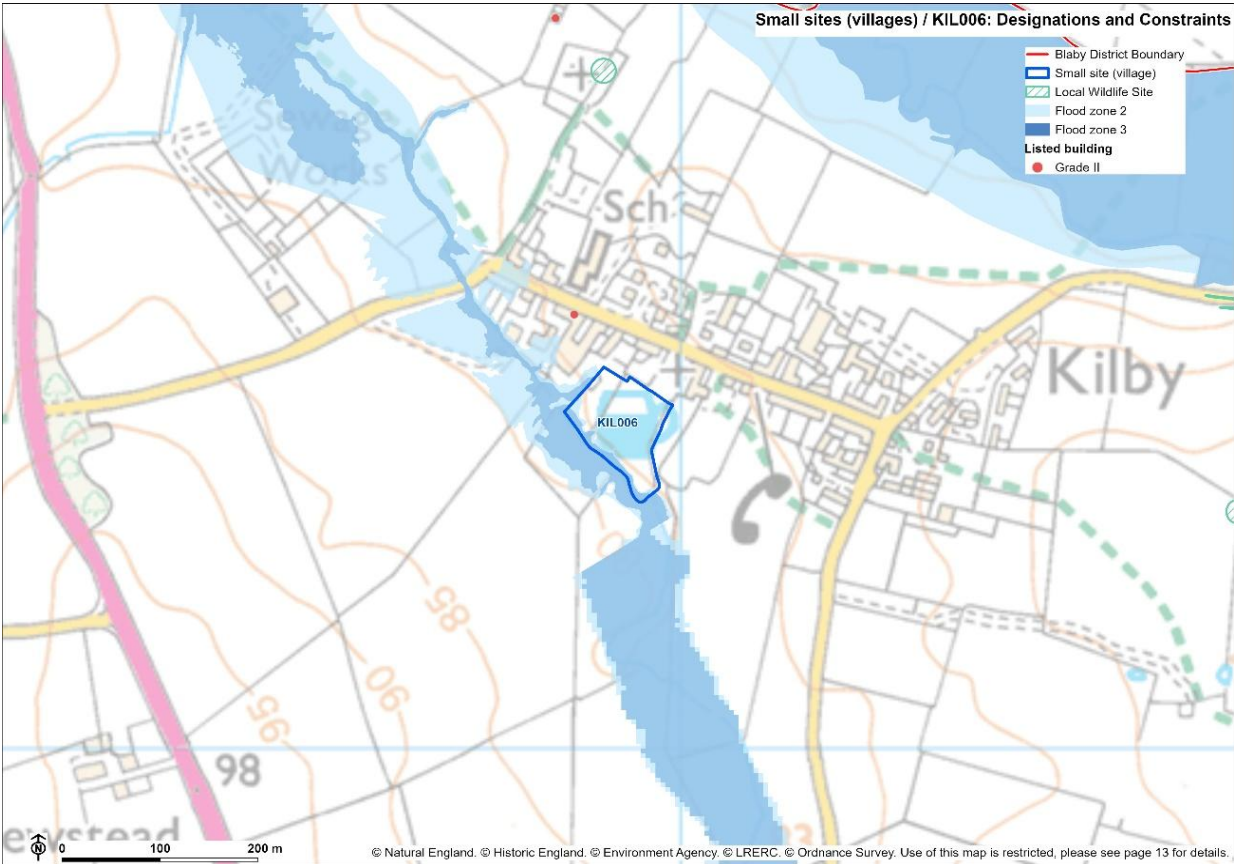 Small sites (villages) / KIL006: Designations and Constraints
Blaby District Boundary
Small site (village)
Local Wildlife Site
Flood zone 2
Flood zone 3
Listed building
Grade II
Sewage
Works
Sch
Kilby
KIL006
85
90
95
98
ewstead
93
N
0 100 200 m
© Natural England. © Historic England. © Environment Agency. © LRERC. © Ordnance Survey. Use of this map is restricted, please see page 13 for details.